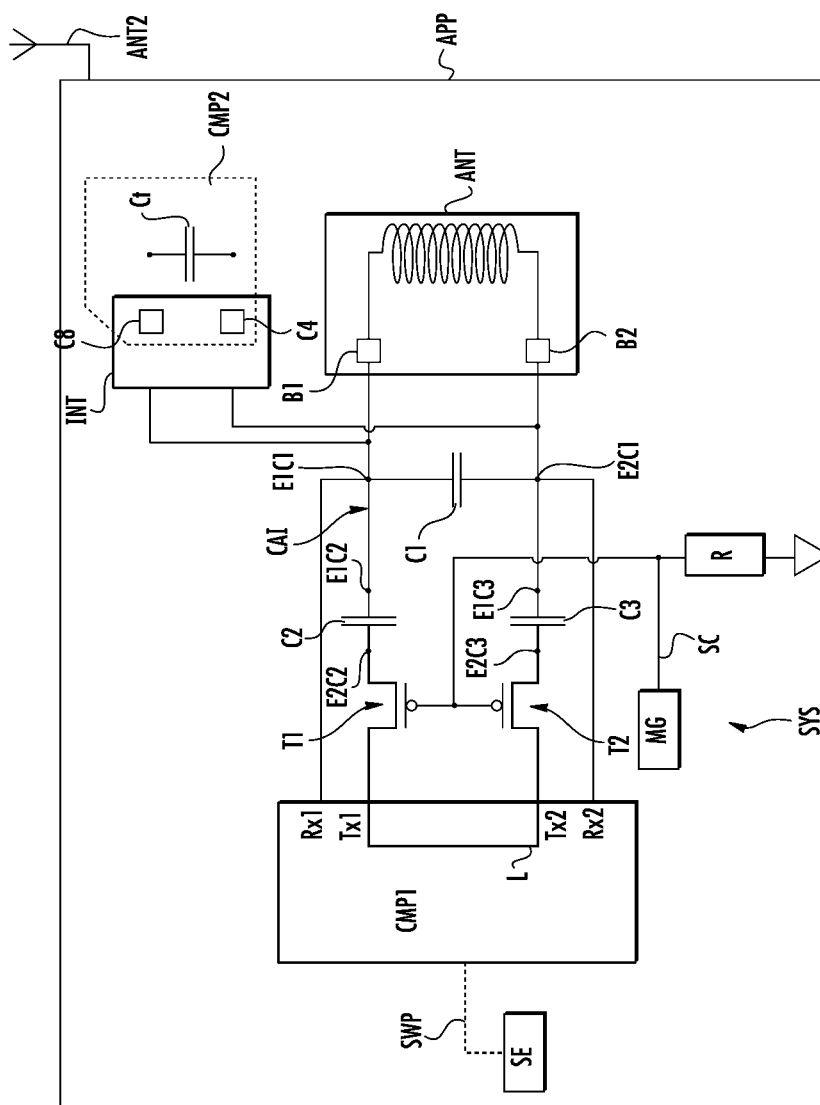 ANT2
APP
CMP2
Ct
ANT
C8
C4
INT
B1
B2
E1C1
E2C1
CAI
C1
E1C2
E1C3
C2
C3
R
E2C2
E2C3
SC
T1
T2
MG
SYS
Rx1
Tx1
Tx2
Rx2
L
CMP1
SWP
SE